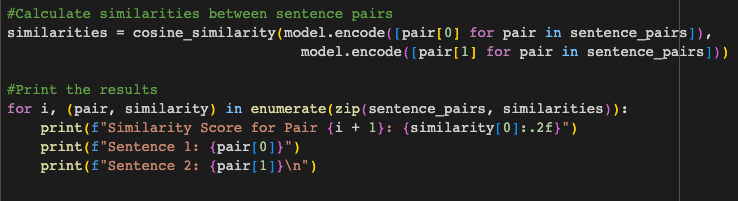 #Calculate similarities between sentence pairs
similarities = cosine_similarity(model.encode([pair[0] for pair in sentence_pairs]),
                                 model.encode([pair[1] for pair in sentence_pairs]))

#Print the results
for i, (pair, similarity) in enumerate(zip(sentence_pairs, similarities)):
    print(f"Similarity Score for Pair {i + 1}: {similarity[0]:.2f}")
    print(f"Sentence 1: {pair[0]}")
    print(f"Sentence 2: {pair[1]}\n")